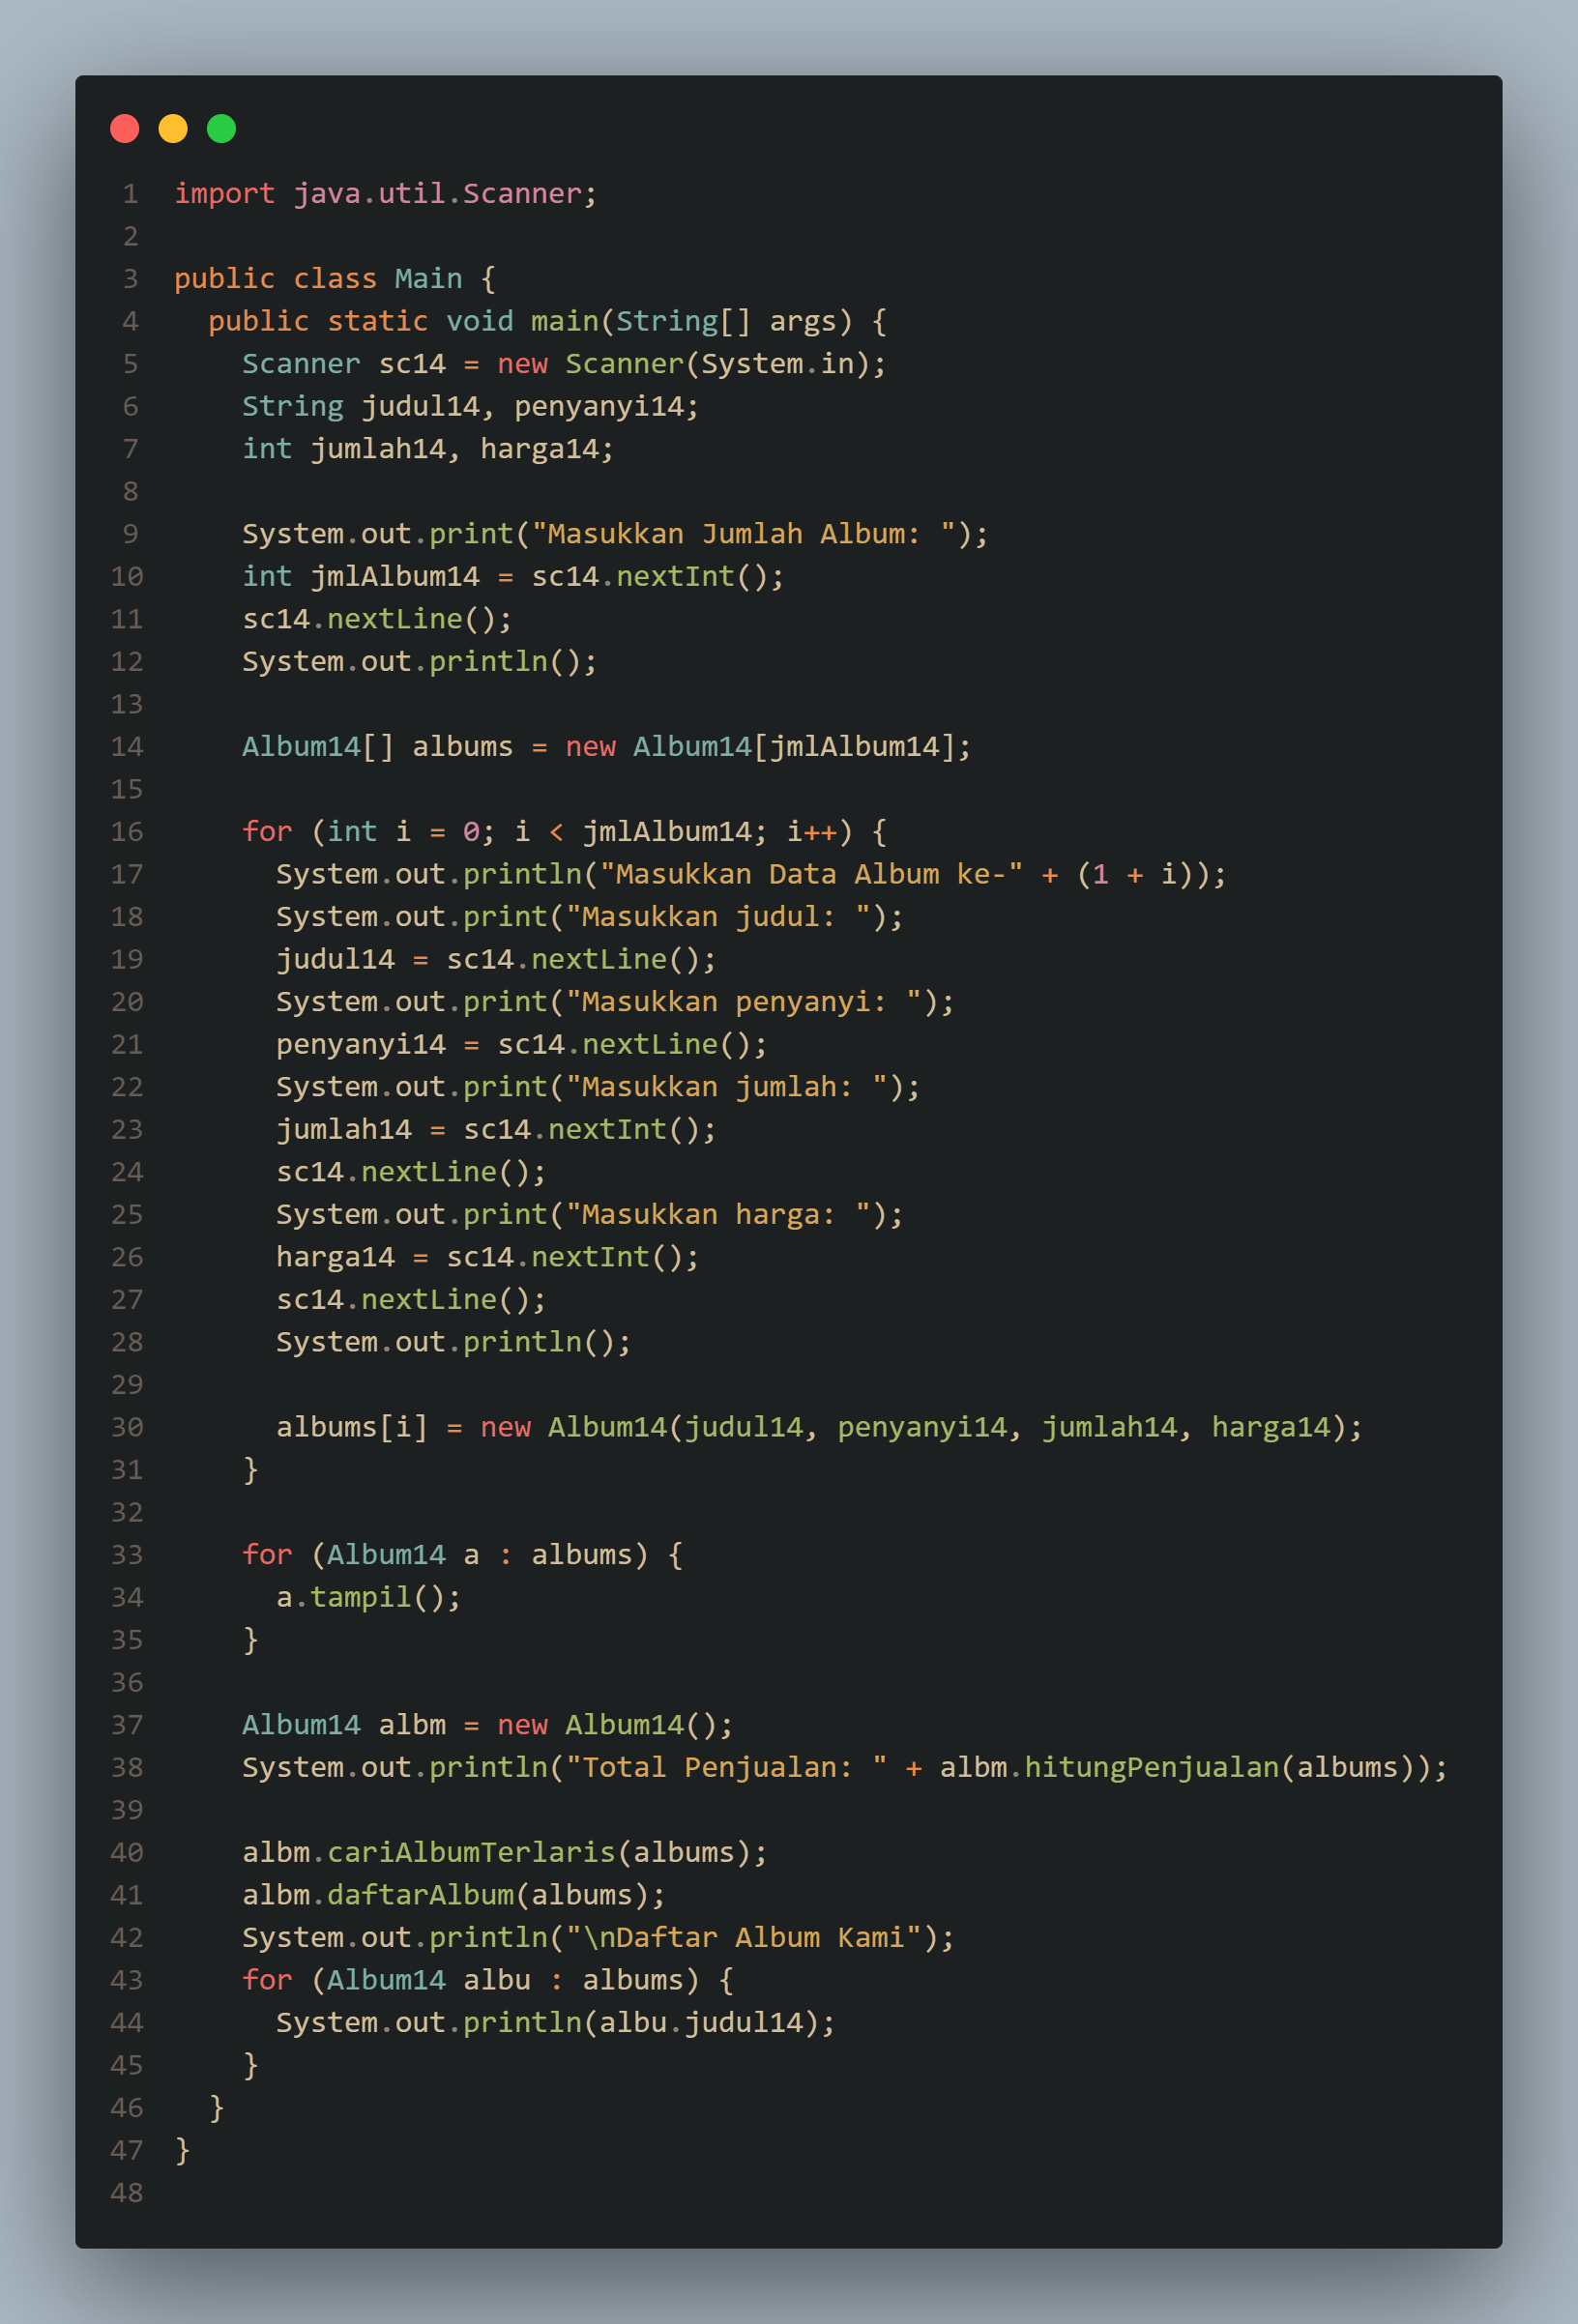 1 import java.util.Scanner;
2
3 public class Main {
4   public static void main(String[] args) {
5     Scanner sc14 = new Scanner(System.in);
6     String judul14, penyanyi14;
7     int jumlah14, harga14;
8
9     System.out.print("Masukkan Jumlah Album: ");
10     int jmlAlbum14 = sc14.nextInt();
11     sc14.nextLine();
12     System.out.println();
13
14     Album14[] albums = new Album14[jmlAlbum14];
15
16     for (int i = 0; i < jmlAlbum14; i++) {
17       System.out.println("Masukkan Data Album ke-" + (1 + i));
18       System.out.print("Masukkan judul: ");
19       judul14 = sc14.nextLine();
20       System.out.print("Masukkan penyanyi: ");
21       penyanyi14 = sc14.nextLine();
22       System.out.print("Masukkan jumlah: ");
23       jumlah14 = sc14.nextInt();
24       sc14.nextLine();
25       System.out.print("Masukkan harga: ");
26       harga14 = sc14.nextInt();
27       sc14.nextLine();
28       System.out.println();
29
30       albums[i] = new Album14(judul14, penyanyi14, jumlah14, harga14);
31     }
32
33     for (Album14 a : albums) {
34       a.tampil();
35     }
36
37     Album14 albm = new Album14();
38     System.out.println("Total Penjualan: " + albm.hitungPenjualan(albums));
39
40     albm.cariAlbumTerlaris(albums);
41     albm.daftarAlbum(albums);
42     System.out.println("\nDaftar Album Kami");
43     for (Album14 albu : albums) {
44       System.out.println(albu.judul14);
45     }
46   }
47 }
48